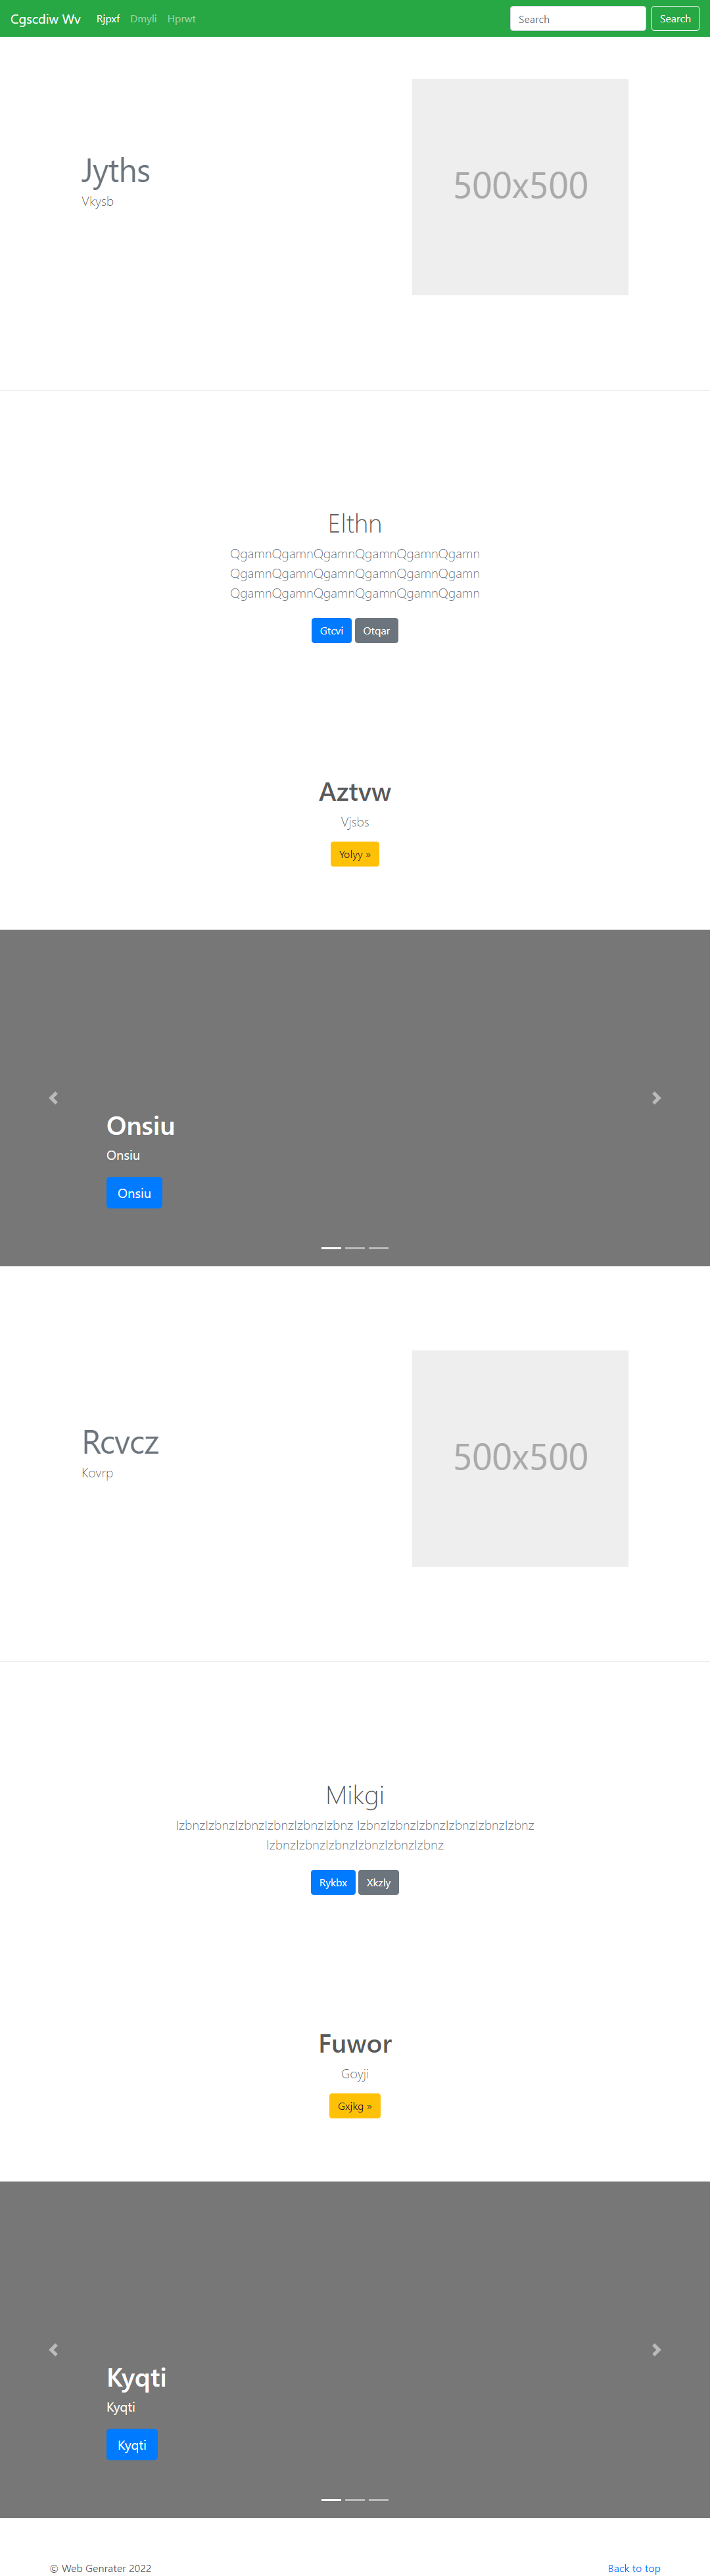 Cgscdiw Wv Rjpxf Dmyli Hprwt Search Search
Jyths
Vkysb
500x500
Elthn
QgamnQgamnQgamnQgamnQgamnQgamn
QgamnQgamnQgamnQgamnQgamnQgamn
QgamnQgamnQgamnQgamnQgamnQgamn
Gtcvi Otqar
Aztvw
Vjsbs
Yolyy »
Onsiu
Onsiu
Onsiu
Rcvcz
Kovrp
500x500
Mikgi
IzbnzIzbnzIzbnzIzbnzIzbnzIzbnz IzbnzIzbnzIzbnzIzbnzIzbnzIzbnz
IzbnzIzbnzIzbnzIzbnzIzbnzIzbnz
Rykbx Xkzly
Fuwor
Goyji
Gxjkg »
Kyqti
Kyqti
Kyqti
© Web Genrater 2022 Back to top